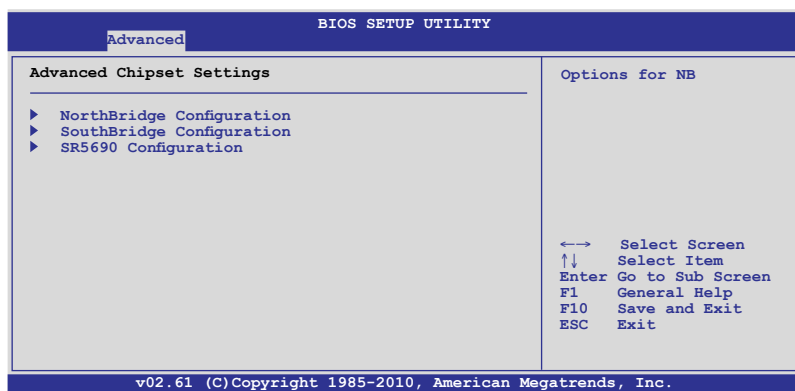 BIOS SETUP UTILITY
Advanced
Advanced Chipset Settings
NorthBridge Configuration
SouthBridge Configuration
SR5690 Configuration
Options for NB
←→ Select Screen
↑↓ Select Item
Enter Go to Sub Screen
F1 General Help
F10 Save and Exit
ESC Exit
v02.61 (C)Copyright 1985-2010, American Megatrends, Inc.